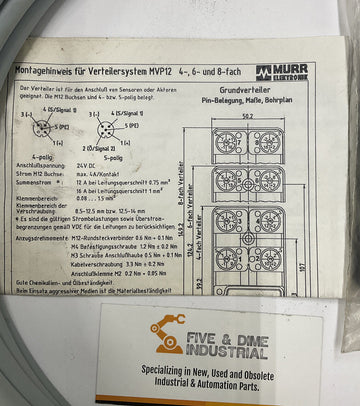 Montagehinweis für Verteilersystem MVP12 4-, 6- und 8-fach
MURR
ELEKTRONIK
Der Verteiler ist für den Anschluß von Sensoren oder Aktoren
geeignet. Die M12 Buchsen sind 4- bzw. 5-polig belegt.
Grundverteiler
Pin-Belegung, Maße, Bohrplan
4 (S/Signal 1)
3 (-)
5 (PE)
1 (+)
4-polig
4 (S/Signal 1)
3 (-)
5 (PE)
1 (+)
2 (Ö/Signal 2)
5-polig
Anschlußspannung: 24V DC
Strom M12 Buchse: max. 4A/Kontakt
Summenstrom: 12 A bei Leitungsquerschnitt 0.75 mm²
16 A bei Leitungsquerschnitt 1 mm²
Klemmenbereich: 0.08 ... 1.5 mm²
Klemmenbereich der
Verschraubung: 8.5-12.5 mm bzw. 12.5-14 mm
• Es sind die gültigen Strombelastungen sowie Überstrom-
begrenzungen gemäß VDE für die Leitungen zu berücksichtigen.
Anzugsdrehmomente: M12-Rundsteckverbinder 0.6 Nm ± 0.1 Nm
M4 Befestigungsschraube 1.2 Nm ± 0.2 Nm
M3 Schraube Anschlußhaube 0.5 Nm ± 0.1 Nm
Kabelverschraubung 3.9 Nm ± 0.2 Nm
Anschlußklemme M2 0.2 Nm ± 0.05 Nm
Gute Chemikalien- und Ölbeständigkeit.
Beim Einsatz aggressiver Medien ist die Materialbeständigkeit
50.2
8-fach Verteiler
6-fach Verteiler
4-fach Verteiler
149.2
124.2
99.2
107
FIVE & DIME
INDUSTRIAL
Specializing in New, Used and Obsolete
Industrial & Automation Parts.